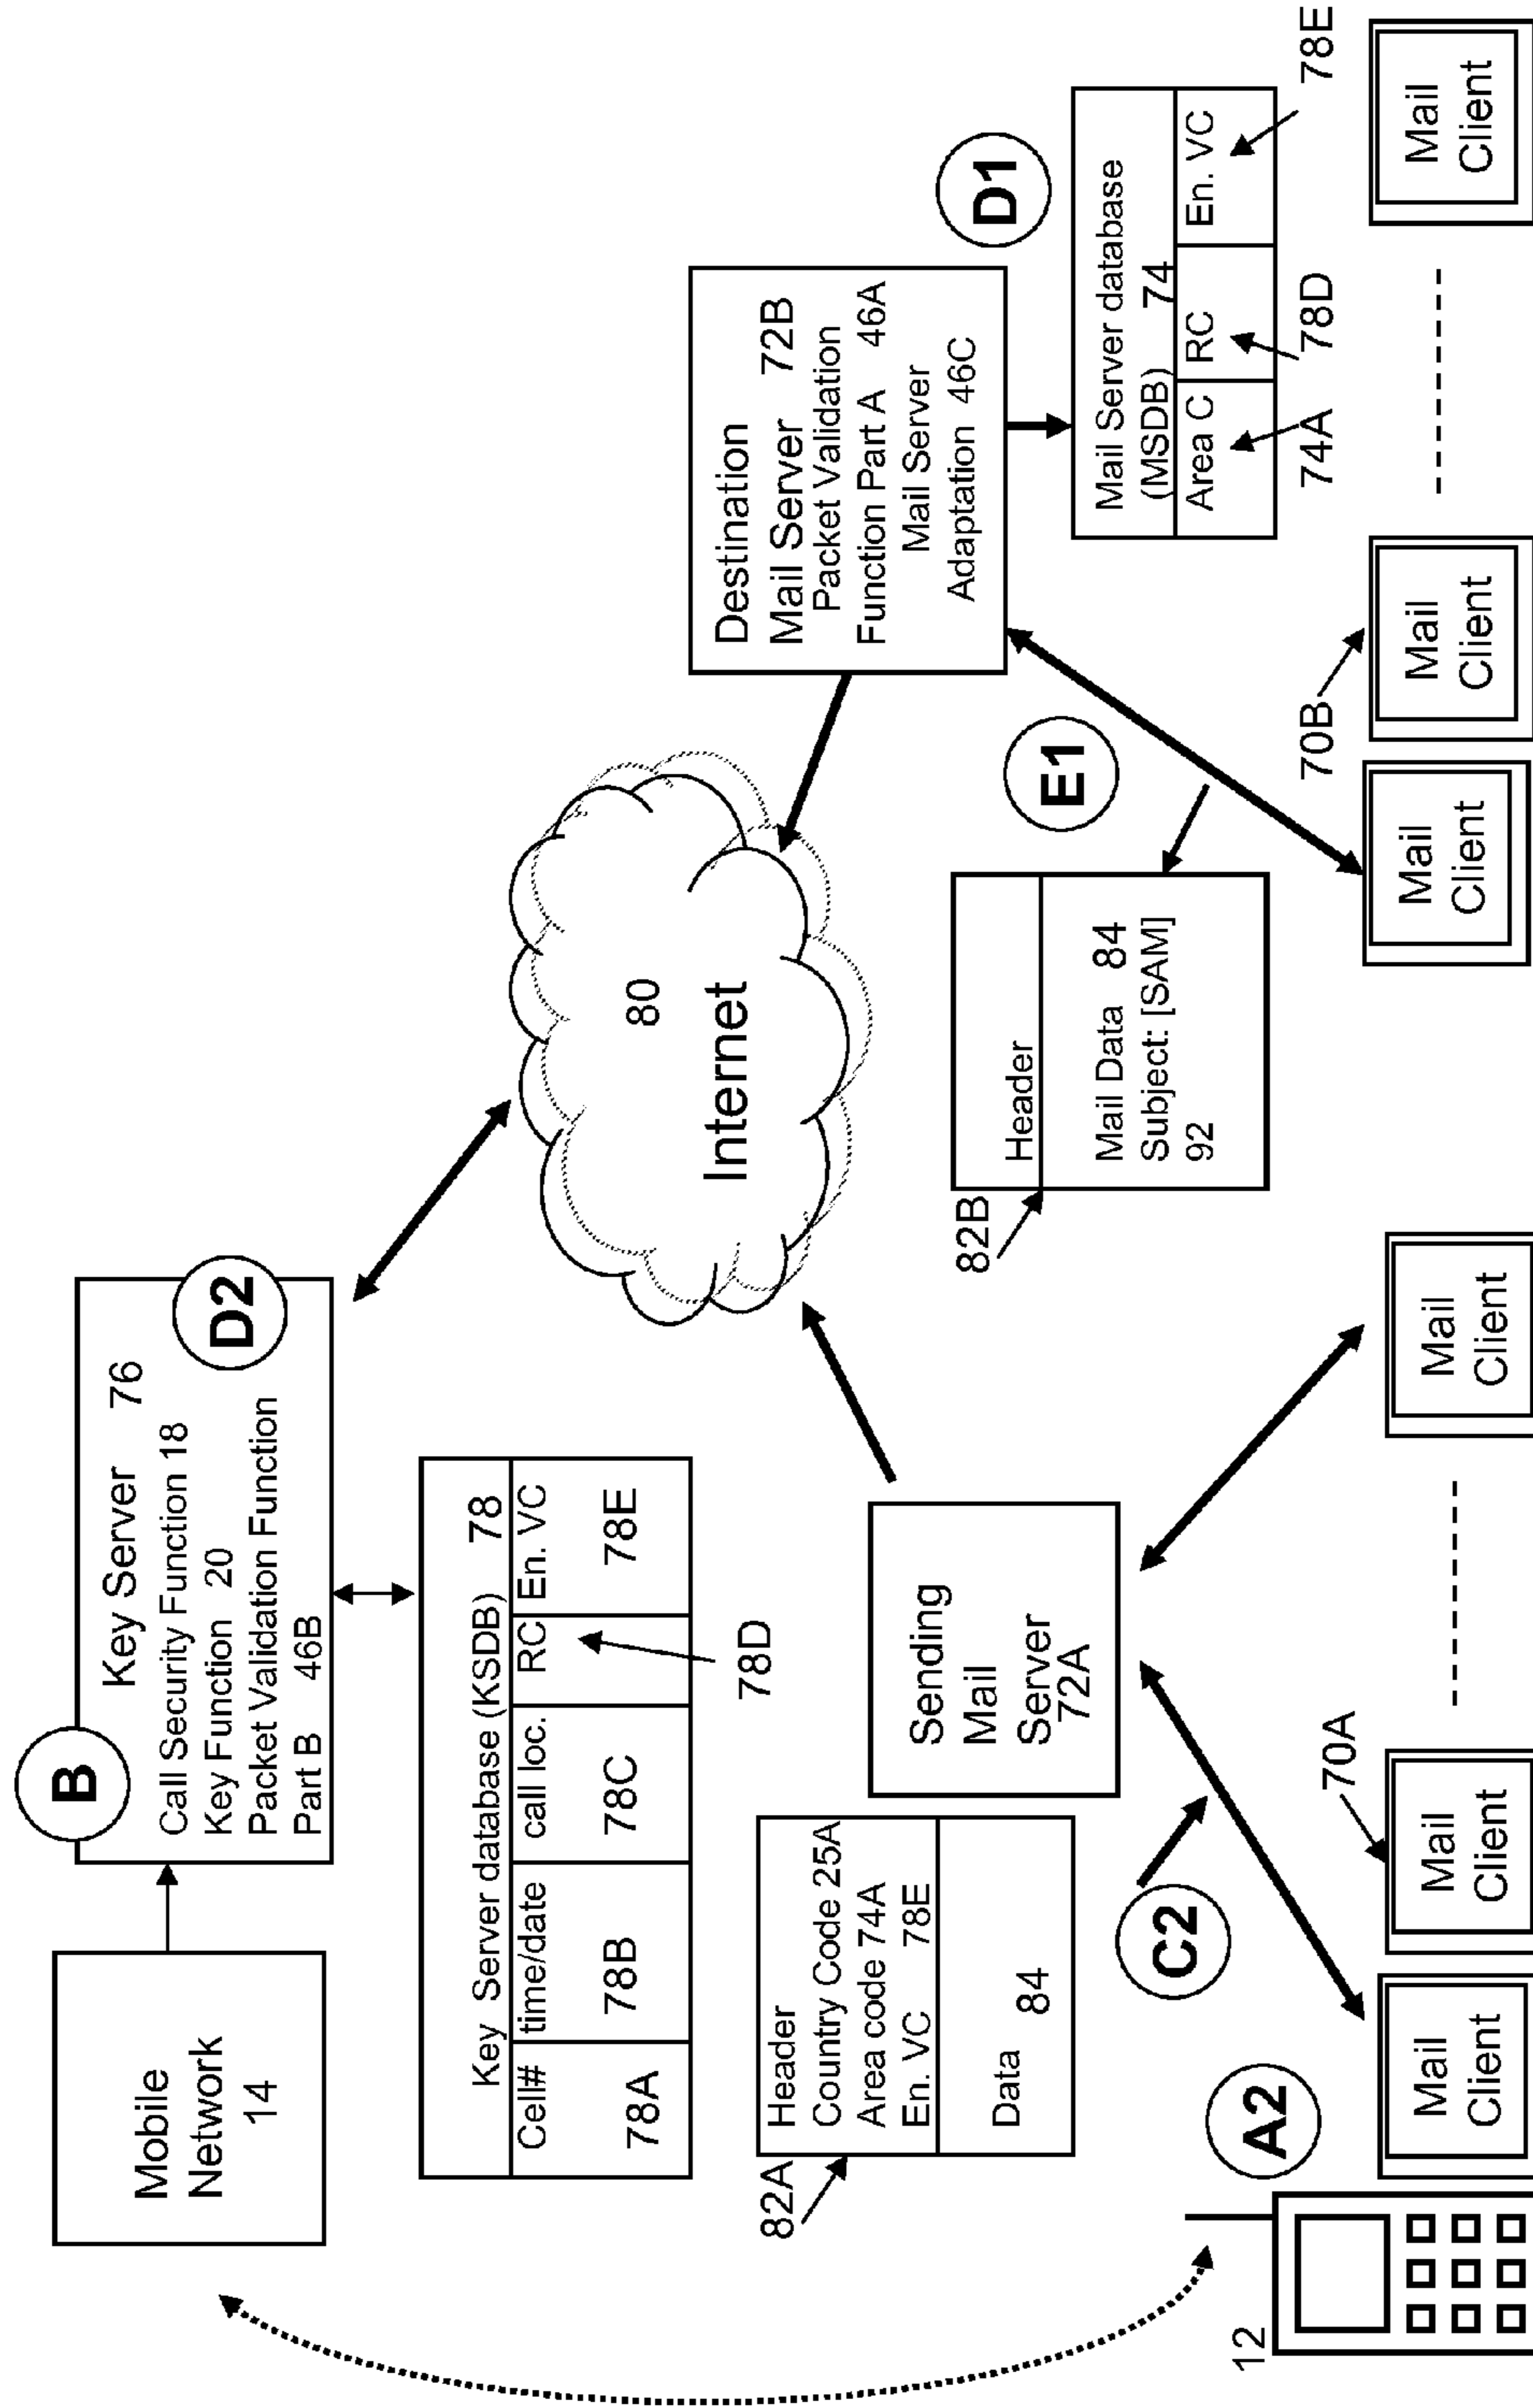 Mobile
Network
14
B
Key Server 76
Call Security Function 18
Key Function 20
Packet Validation Function
Part B 46B
D2
Key Server database (KSDB) 78
Cell# time/date call loc. RC En. VC
78A 78B 78C 78E
78D
80
Internet
Destination
Mail Server 72B
Packet Validation
Function Part A 46A
Mail Server
Adaptation 46C
D1
Mail Server database
(MSDB) 74
Area C RC En. VC
74A 78D 78E
82A
Header
Country Code 25A
Area code 74A
En. VC 78E
Data 84
Sending
Mail
Server
72A
82B
Header
Mail Data 84
Subject: [SAM]
92
E1
C2
A2
12
70A
70B
Mail
Client
Mail
Client
Mail
Client
Mail
Client
Mail
Client
Mail
Client